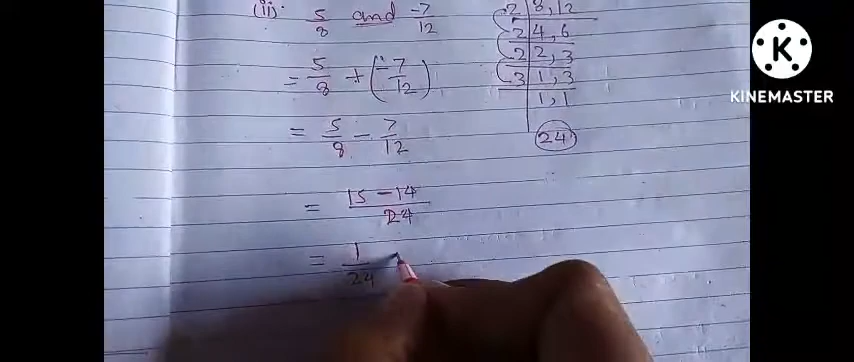 (ii). 5/8 and -7/12
= 5/8 + (-7/12)
= 5/8 - 7/12
= 15 - 14/24
= 1/24
2 | 8, 12
2 | 4, 6
2 | 2, 3
3 | 1, 3
1, 1
24
KINEMASTER